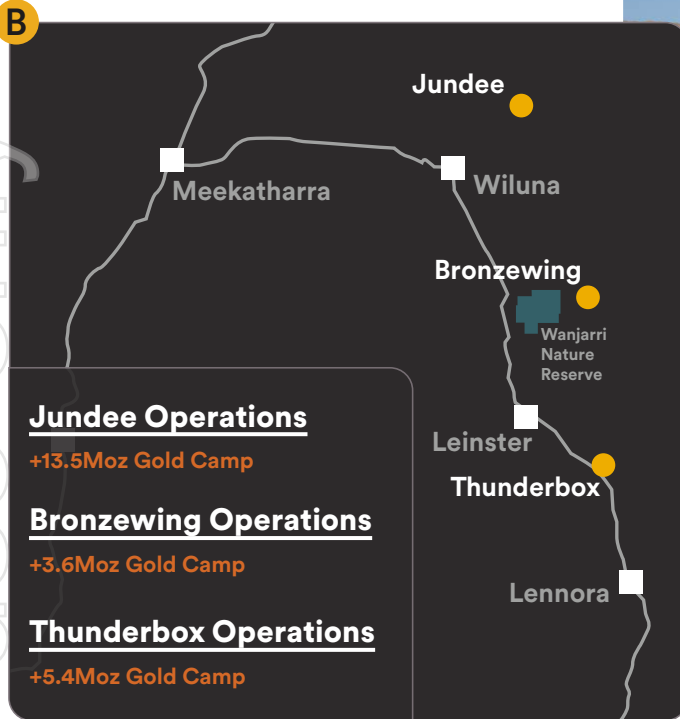 B
Jundee
Meekatharra
Wiluna
Bronzewing
Wanjarri
Nature
Reserve
Leinster
Thunderbox
Lennora
Jundee Operations
+13.5Moz Gold Camp
Bronzewing Operations
+3.6Moz Gold Camp
Thunderbox Operations
+5.4Moz Gold Camp